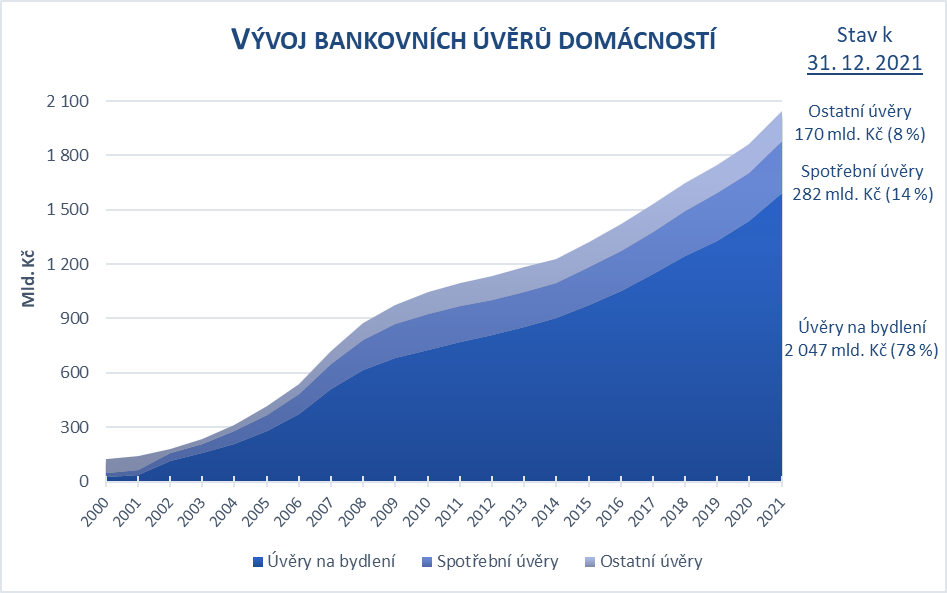 VÝVOJ BANKOVNÍCH ÚVĚRŮ DOMÁCNOSTÍ
Stav k
31. 12. 2021
Ostatní úvěry
170 mld. Kč (8 %)
Spotřební úvěry
282 mld. Kč (14 %)
Úvěry na bydlení
2 047 mld. Kč (78 %)
Mld. Kč
2 100
1 800
1 500
1 200
900
600
300
0
2000
2001
2002
2003
2004
2005
2006
2007
2008
2009
2010
2011
2012
2013
2014
2015
2016
2017
2018
2019
2020
2021
Úvěry na bydlení
Spotřební úvěry
Ostatní úvěry